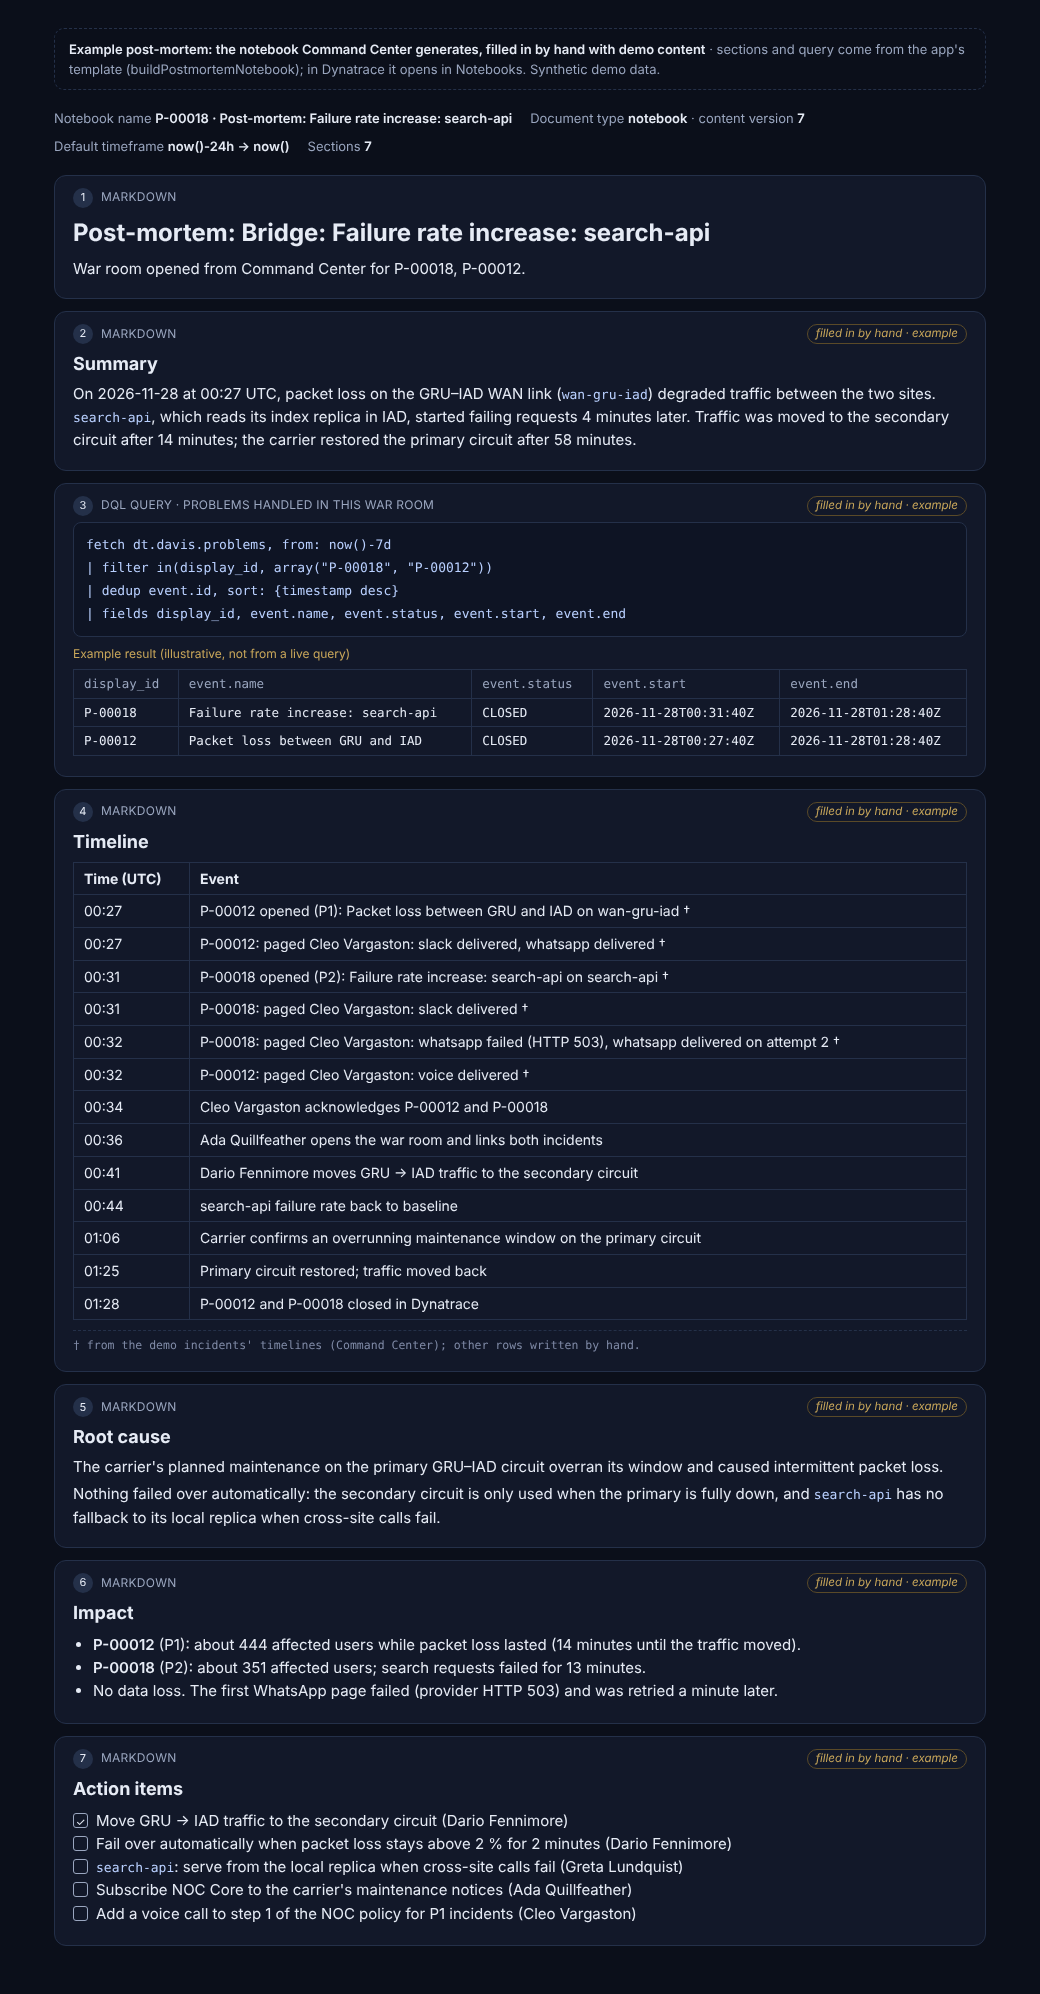 Example post-mortem: the notebook Command Center generates, filled in by hand with demo content · sections and query come from the app's
template (buildPostmortemNotebook); in Dynatrace it opens in Notebooks. Synthetic demo data.
Notebook name P-00018 · Post-mortem: Failure rate increase: search-api Document type notebook · content version 7
Default timeframe now()-24h → now() Sections 7
1 MARKDOWN
Post-mortem: Bridge: Failure rate increase: search-api
War room opened from Command Center for P-00018, P-00012.
2 MARKDOWN filled in by hand · example
Summary
On 2026-11-28 at 00:27 UTC, packet loss on the GRU–IAD WAN link (wan-gru-iad) degraded traffic between the two sites.
search-api, which reads its index replica in IAD, started failing requests 4 minutes later. Traffic was moved to the secondary
circuit after 14 minutes; the carrier restored the primary circuit after 58 minutes.
3 DQL QUERY · PROBLEMS HANDLED IN THIS WAR ROOM filled in by hand · example
fetch dt.davis.problems, from: now()-7d
| filter in(display_id, array("P-00018", "P-00012"))
| dedup event.id, sort: {timestamp desc}
| fields display_id, event.name, event.status, event.start, event.end
Example result (illustrative, not from a live query)
display_id event.name event.status event.start event.end
P-00018 Failure rate increase: search-api CLOSED 2026-11-28T00:31:40Z 2026-11-28T01:28:40Z
P-00012 Packet loss between GRU and IAD CLOSED 2026-11-28T00:27:40Z 2026-11-28T01:28:40Z
4 MARKDOWN filled in by hand · example
Timeline
Time (UTC) Event
00:27 P-00012 opened (P1): Packet loss between GRU and IAD on wan-gru-iad †
00:27 P-00012: paged Cleo Vargaston: slack delivered, whatsapp delivered †
00:31 P-00018 opened (P2): Failure rate increase: search-api on search-api †
00:31 P-00018: paged Cleo Vargaston: slack delivered †
00:32 P-00018: paged Cleo Vargaston: whatsapp failed (HTTP 503), whatsapp delivered on attempt 2 †
00:32 P-00012: paged Cleo Vargaston: voice delivered †
00:34 Cleo Vargaston acknowledges P-00012 and P-00018
00:36 Ada Quillfeather opens the war room and links both incidents
00:41 Dario Fennimore moves GRU → IAD traffic to the secondary circuit
00:44 search-api failure rate back to baseline
01:06 Carrier confirms an overrunning maintenance window on the primary circuit
01:25 Primary circuit restored; traffic moved back
01:28 P-00012 and P-00018 closed in Dynatrace
† from the demo incidents' timelines (Command Center); other rows written by hand.
5 MARKDOWN filled in by hand · example
Root cause
The carrier's planned maintenance on the primary GRU–IAD circuit overran its window and caused intermittent packet loss.
Nothing failed over automatically: the secondary circuit is only used when the primary is fully down, and search-api has no
fallback to its local replica when cross-site calls fail.
6 MARKDOWN filled in by hand · example
Impact
• P-00012 (P1): about 444 affected users while packet loss lasted (14 minutes until the traffic moved).
• P-00018 (P2): about 351 affected users; search requests failed for 13 minutes.
• No data loss. The first WhatsApp page failed (provider HTTP 503) and was retried a minute later.
7 MARKDOWN filled in by hand · example
Action items
Move GRU → IAD traffic to the secondary circuit (Dario Fennimore)
Fail over automatically when packet loss stays above 2 % for 2 minutes (Dario Fennimore)
search-api: serve from the local replica when cross-site calls fail (Greta Lundquist)
Subscribe NOC Core to the carrier's maintenance notices (Ada Quillfeather)
Add a voice call to step 1 of the NOC policy for P1 incidents (Cleo Vargaston)